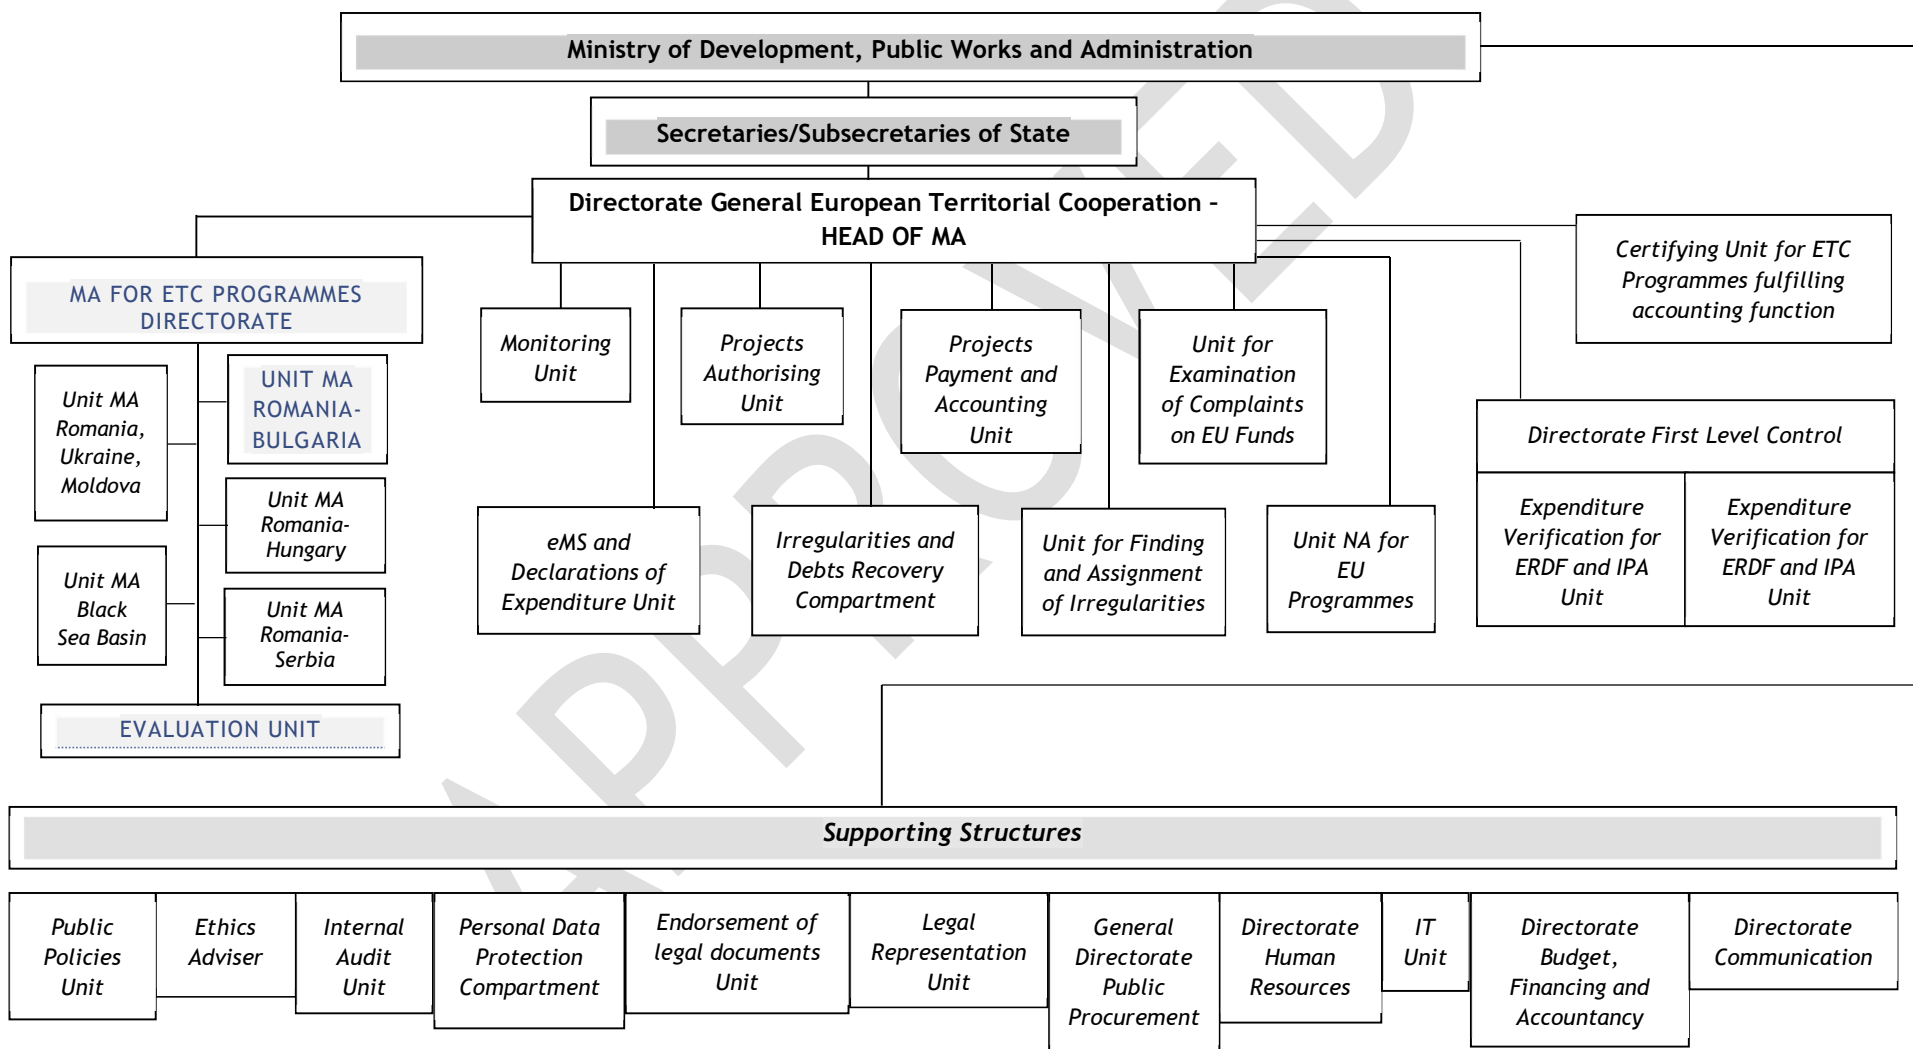 Ministry of Development, Public Works and Administration
Secretaries/Subsecretaries of State
Directorate General European Territorial Cooperation –
HEAD OF MA
Certifying Unit for ETC
Programmes fulfilling
accounting function
MA FOR ETC PROGRAMMES
DIRECTORATE
Unit MA
Romania,
Ukraine,
Moldova
UNIT MA
ROMANIA-
BULGARIA
Unit MA
Romania-
Hungary
Unit MA
Black
Sea Basin
Unit MA
Romania-
Serbia
EVALUATION UNIT
Monitoring
Unit
Projects
Authorising
Unit
Projects
Payment and
Accounting
Unit
Unit for
Examination
of Complaints
on EU Funds
Directorate First Level Control
Expenditure
Verification for
ERDF and IPA
Unit
Expenditure
Verification for
ERDF and IPA
Unit
eMS and
Declarations of
Expenditure Unit
Irregularities and
Debts Recovery
Compartment
Unit for Finding
and Assignment
of Irregularities
Unit NA for
EU
Programmes
Supporting Structures
Public
Policies
Unit
Ethics
Adviser
Internal
Audit
Unit
Personal Data
Protection
Compartment
Endorsement of
legal documents
Unit
Legal
Representation
Unit
General
Directorate
Public
Procurement
Directorate
Human
Resources
IT
Unit
Directorate
Budget,
Financing and
Accountancy
Directorate
Communication
APPROVED